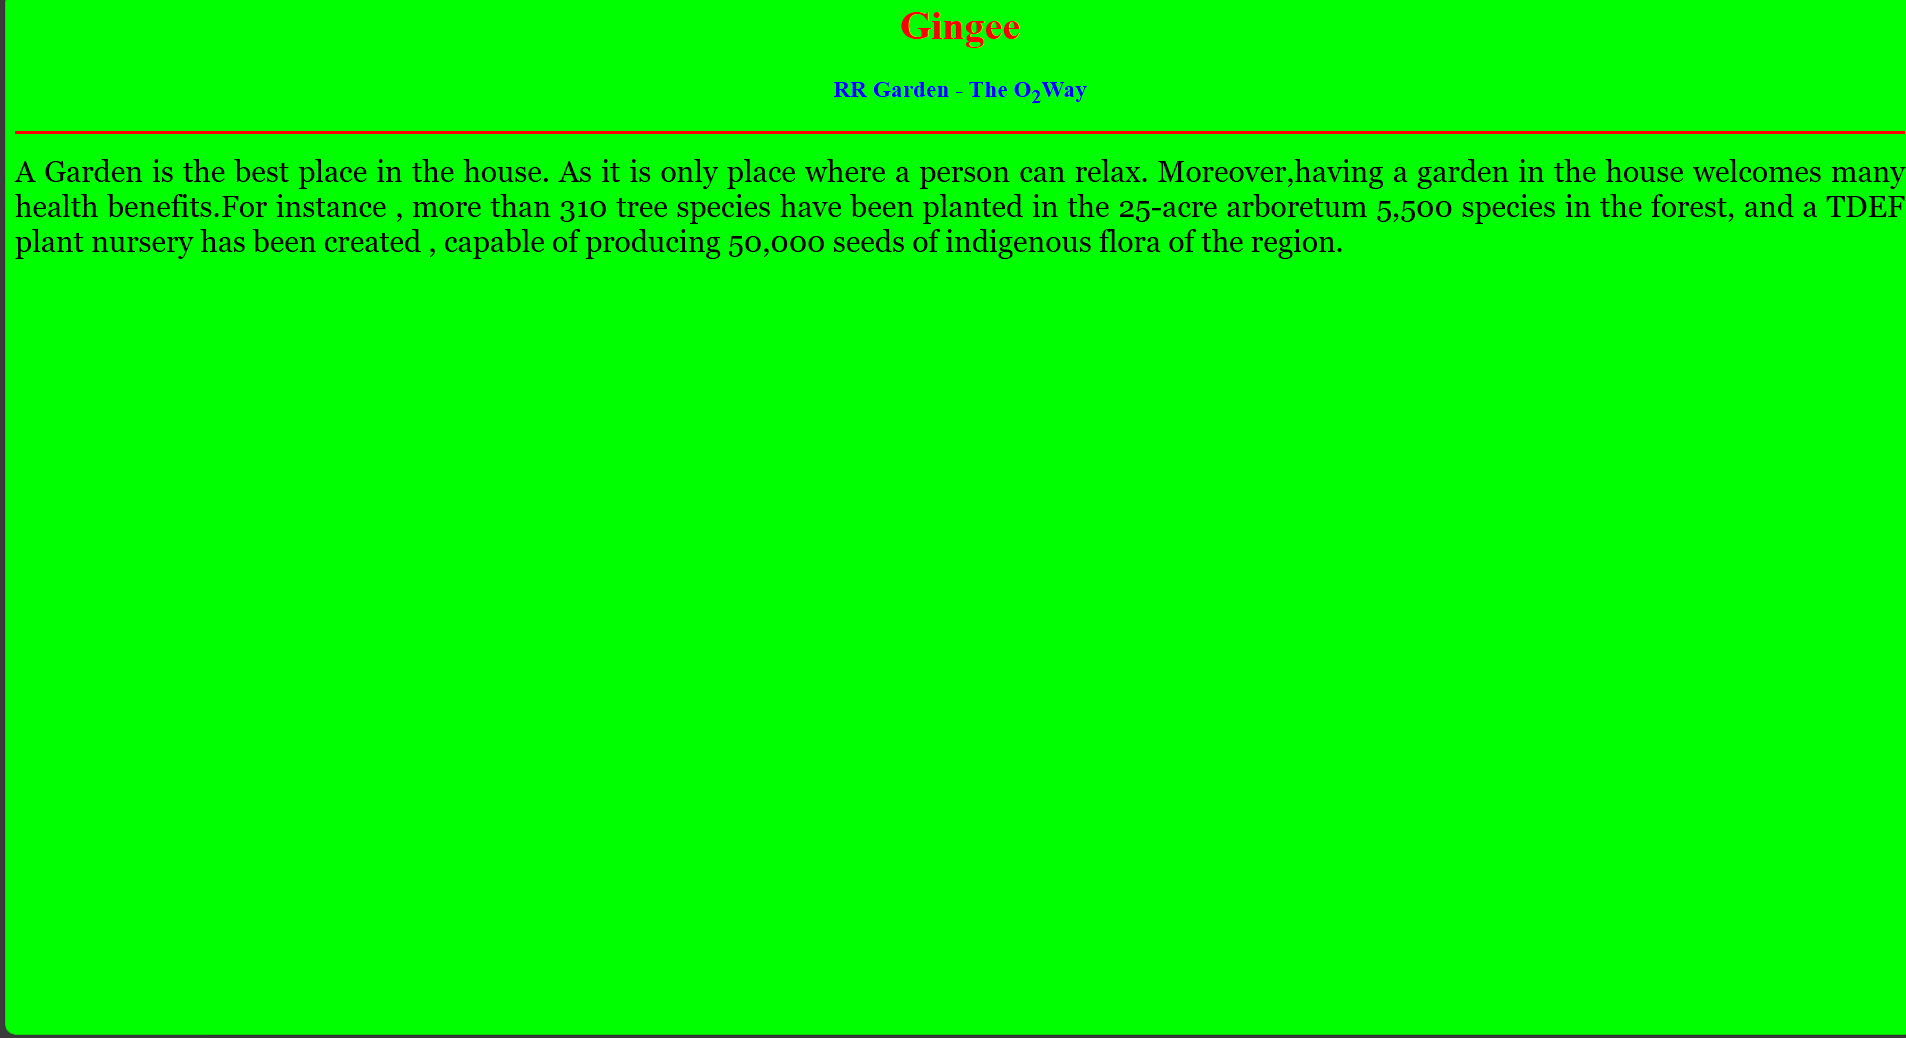 Gingee
RR Garden - The O₂Way
A Garden is the best place in the house. As it is only place where a person can relax. Moreover,having a garden in the house welcomes many
health benefits.For instance , more than 310 tree species have been planted in the 25-acre arboretum 5,500 species in the forest, and a TDEF
plant nursery has been created , capable of producing 50,000 seeds of indigenous flora of the region.